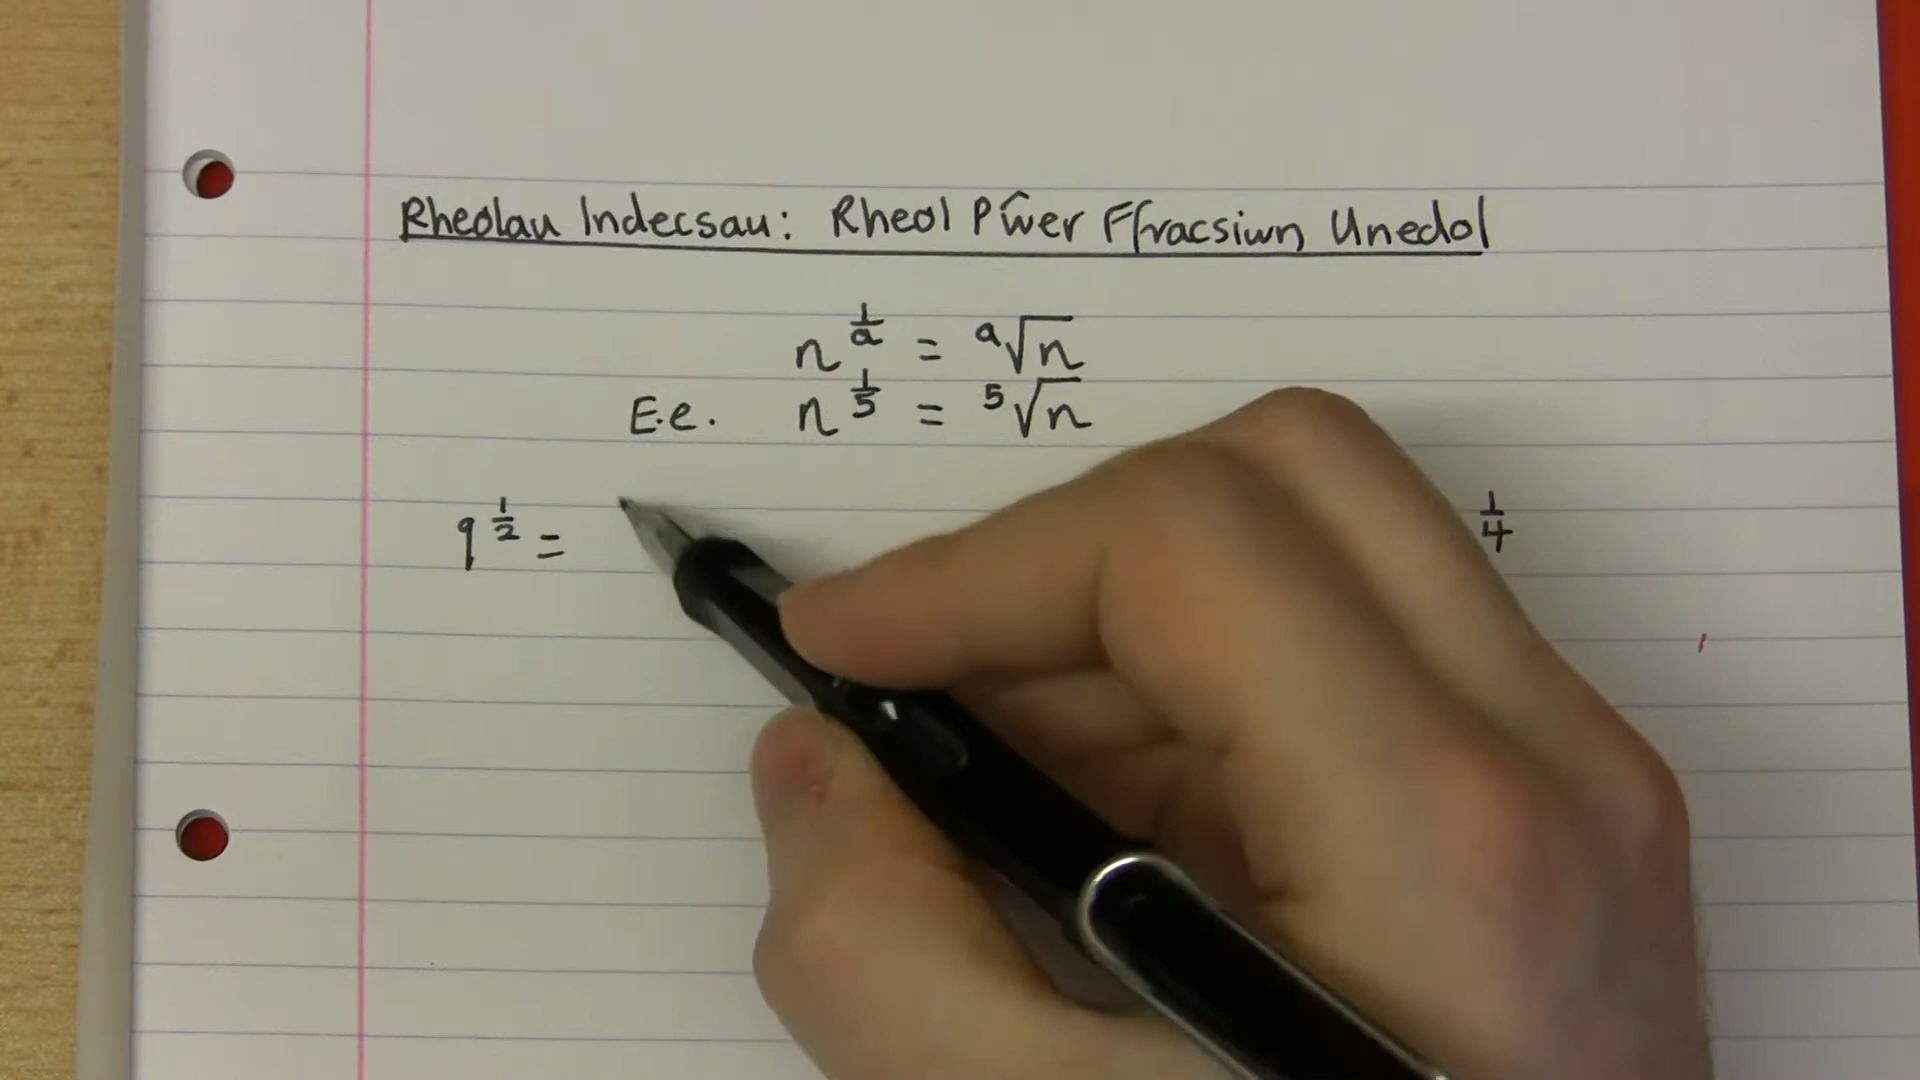 Rheolau Indecsau: Rheol Pŵer Ffracsiwn Unedol
n^(1/a) = ᵃ√n
E.e. n^(1/5) = ⁵√n
9^(1/2) = 1/4